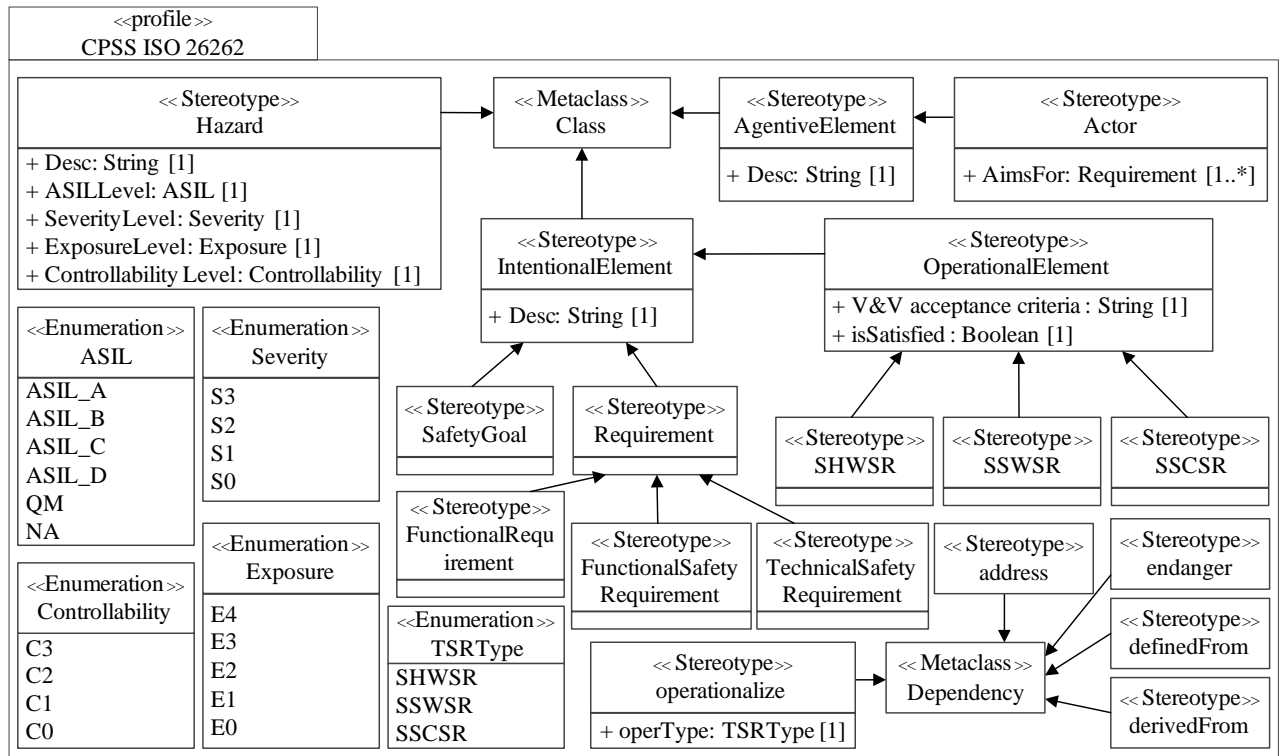 <<profile>>
CPSS ISO 26262
<< Stereotype>>
Hazard
+ Desc: String [1]
+ ASILLevel: ASIL [1]
+ SeverityLevel: Severity [1]
+ ExposureLevel: Exposure [1]
+ Controllability Level: Controllability [1]
<< Metaclass>>
Class
<<Stereotype>>
AgentiveElement
+ Desc: String [1]
<<Stereotype>>
Actor
+ AimsFor: Requirement [1..*]
<<Stereotype>>
IntentionalElement
+ Desc: String [1]
<<Stereotype>>
OperationalElement
+ V&V acceptance criteria : String [1]
+ isSatisfied : Boolean [1]
<<Enumeration>>
ASIL
ASIL_A
ASIL_B
ASIL_C
ASIL_D
QM
NA
<<Enumeration>>
Severity
S3
S2
S1
S0
<< Stereotype>>
SafetyGoal
<< Stereotype>>
Requirement
<< Stereotype>>
SHWSR
<< Stereotype>>
SSWSR
<< Stereotype>>
SSCSR
<< Stereotype>>
FunctionalRequ
irement
<< Stereotype>>
FunctionalSafety
Requirement
<< Stereotype>>
TechnicalSafety
Requirement
<< Stereotype>>
address
<<Stereotype>>
endanger
<<Enumeration>>
Controllability
C3
C2
C1
C0
<<Enumeration>>
Exposure
E4
E3
E2
E1
E0
<<Enumeration>>
TSRType
SHWSR
SSWSR
SSCSR
<< Stereotype>>
operationalize
+ operType: TSRType [1]
<< Metaclass>>
Dependency
<<Stereotype>>
definedFrom
<< Stereotype>>
derivedFrom